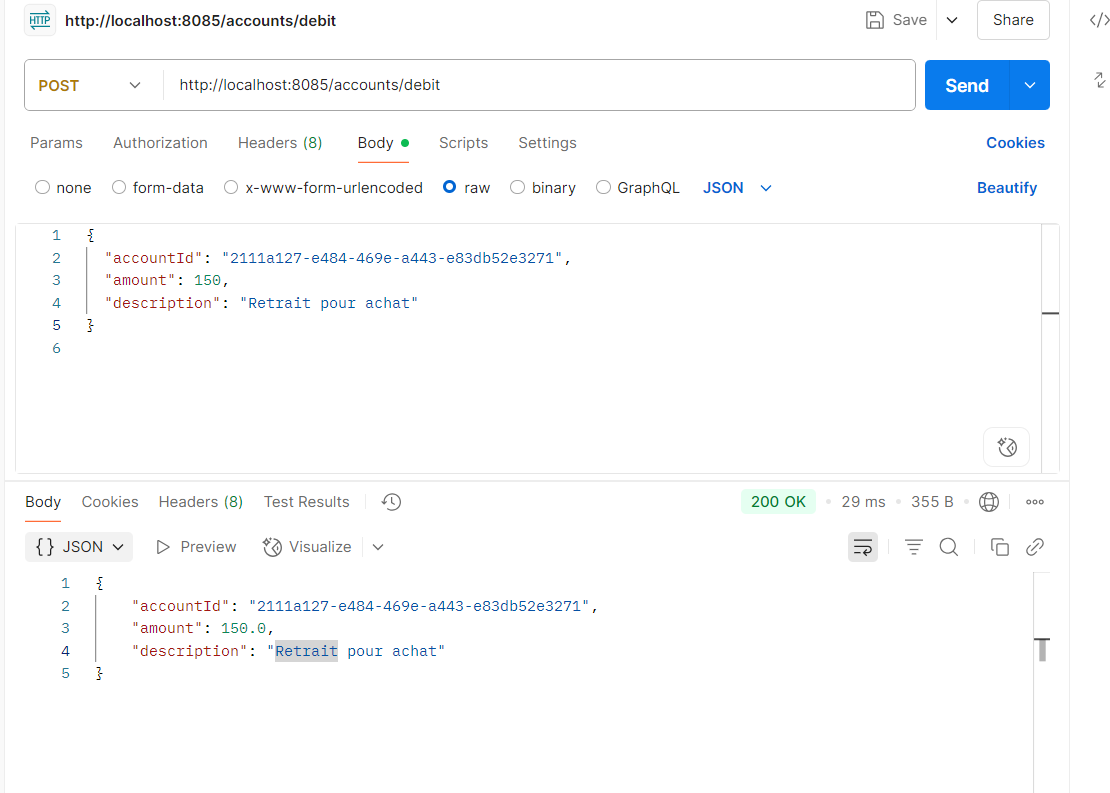 HTTP http://localhost:8085/accounts/debit Save Share </>
POST http://localhost:8085/accounts/debit Send
Params Authorization Headers (8) Body Scripts Settings Cookies
none form-data x-www-form-urlencoded raw binary GraphQL JSON Beautify
1 {
2 "accountId": "2111a127-e484-469e-a443-e83db52e3271",
3 "amount": 150,
4 "description": "Retrait pour achat"
5 }
6
Body Cookies Headers (8) Test Results 200 OK • 29 ms • 355 B •
{} JSON Preview Visualize
1 {
2 "accountId": "2111a127-e484-469e-a443-e83db52e3271",
3 "amount": 150.0,
4 "description": "Retrait pour achat"
5 }